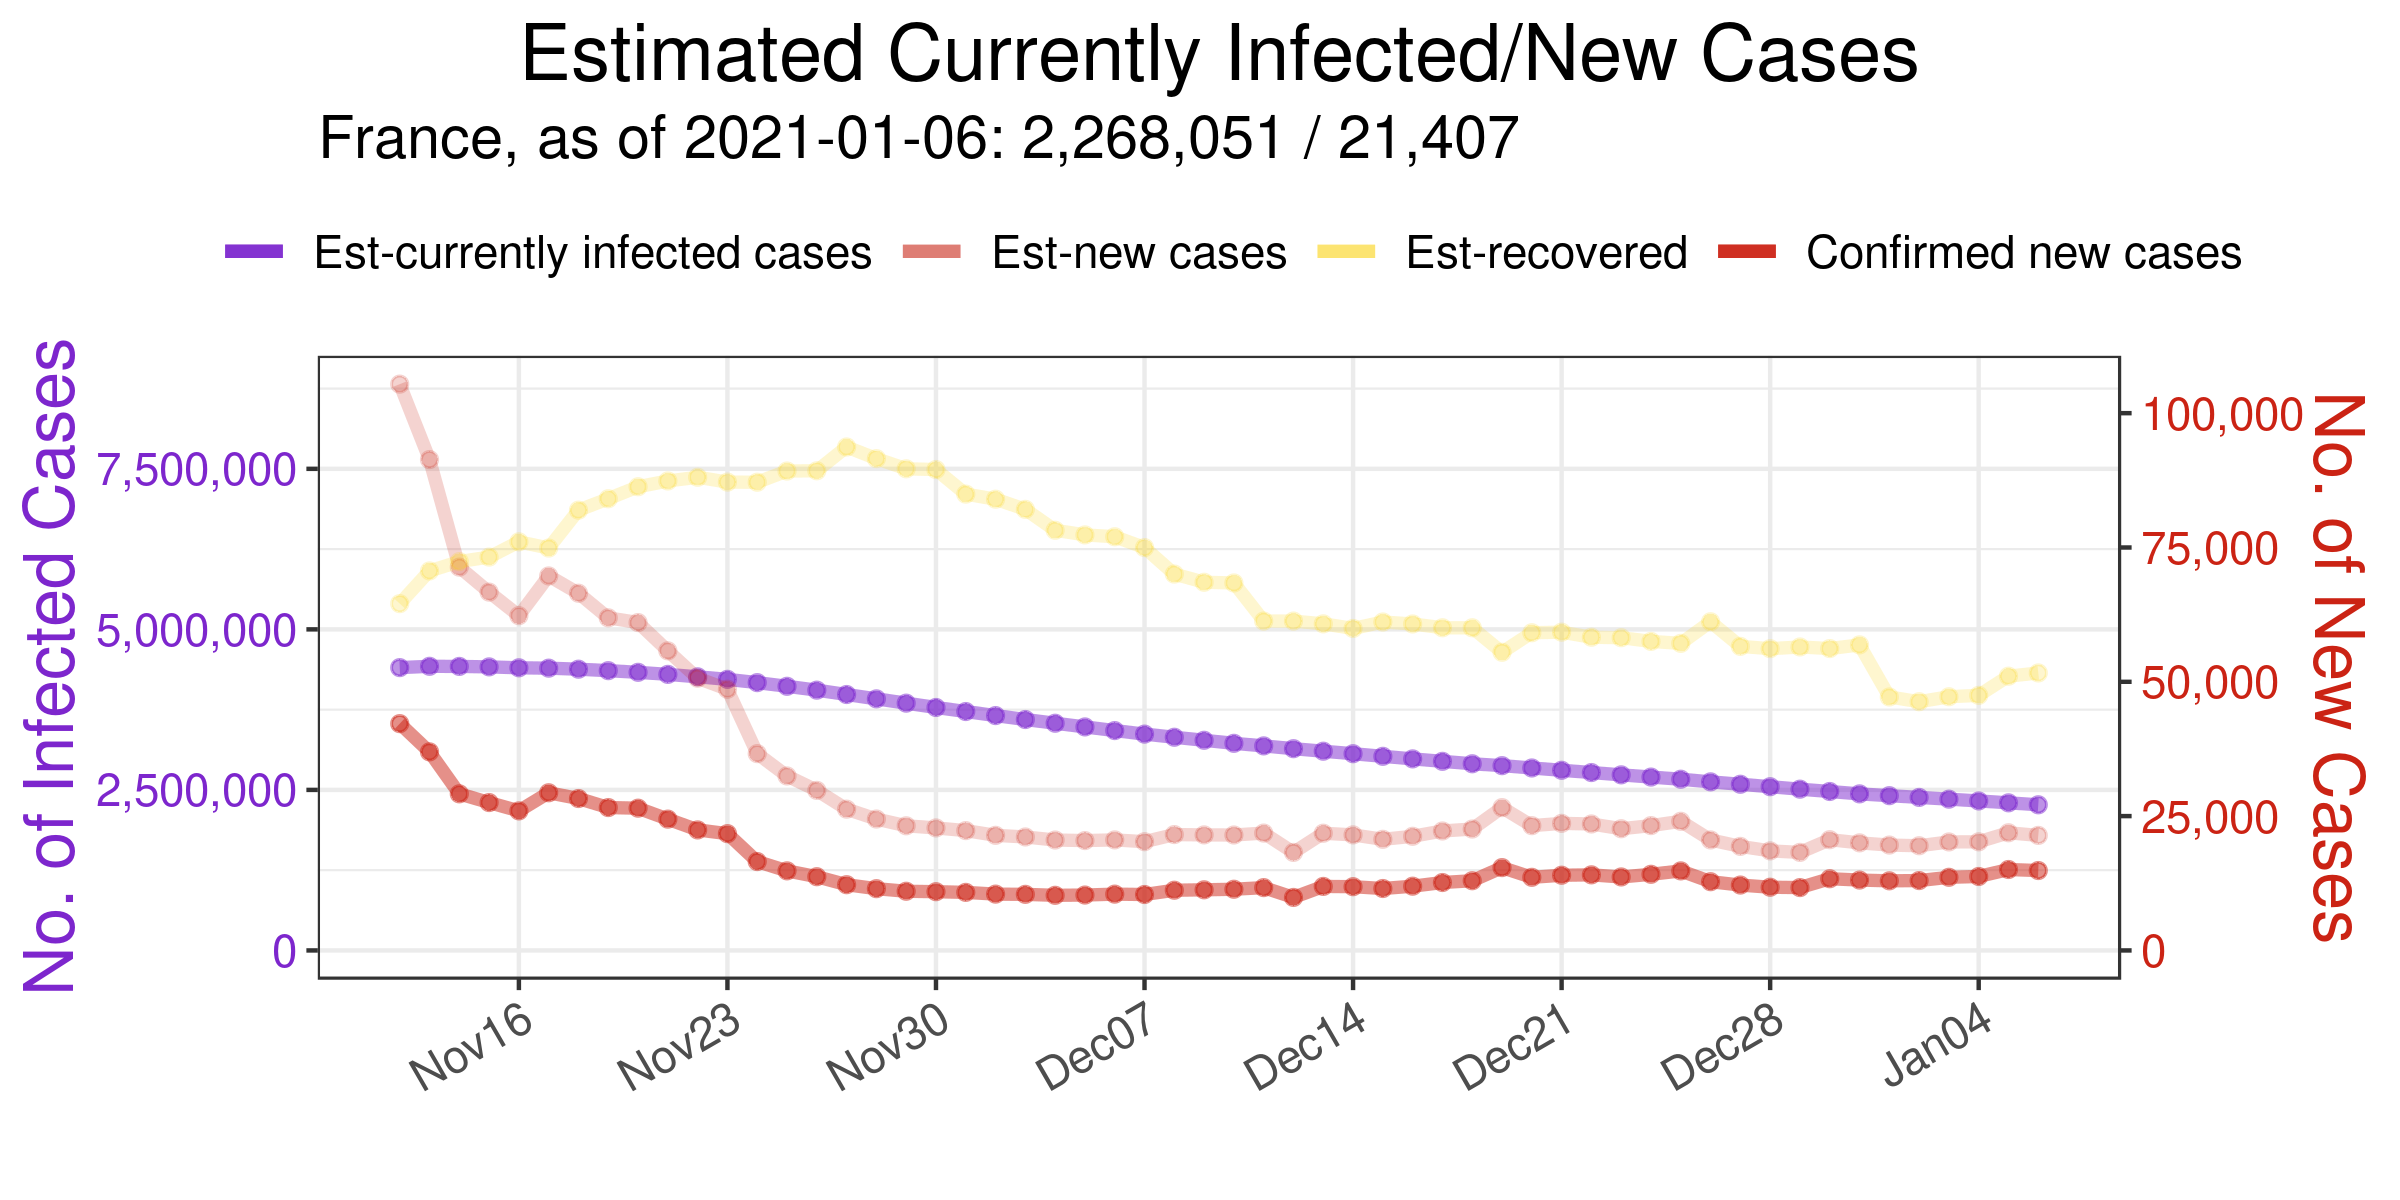 Estimated Currently Infected/New Cases
France, as of 2021-01-06: 2,268,051 / 21,407
Est-currently infected cases Est-new cases Est-recovered Confirmed new cases
No. of Infected Cases
7,500,000
5,000,000
2,500,000
0
100,000
75,000
50,000
25,000
0
No. of New Cases
Nov16 Nov23 Nov30 Dec07 Dec14 Dec21 Dec28 Jan04